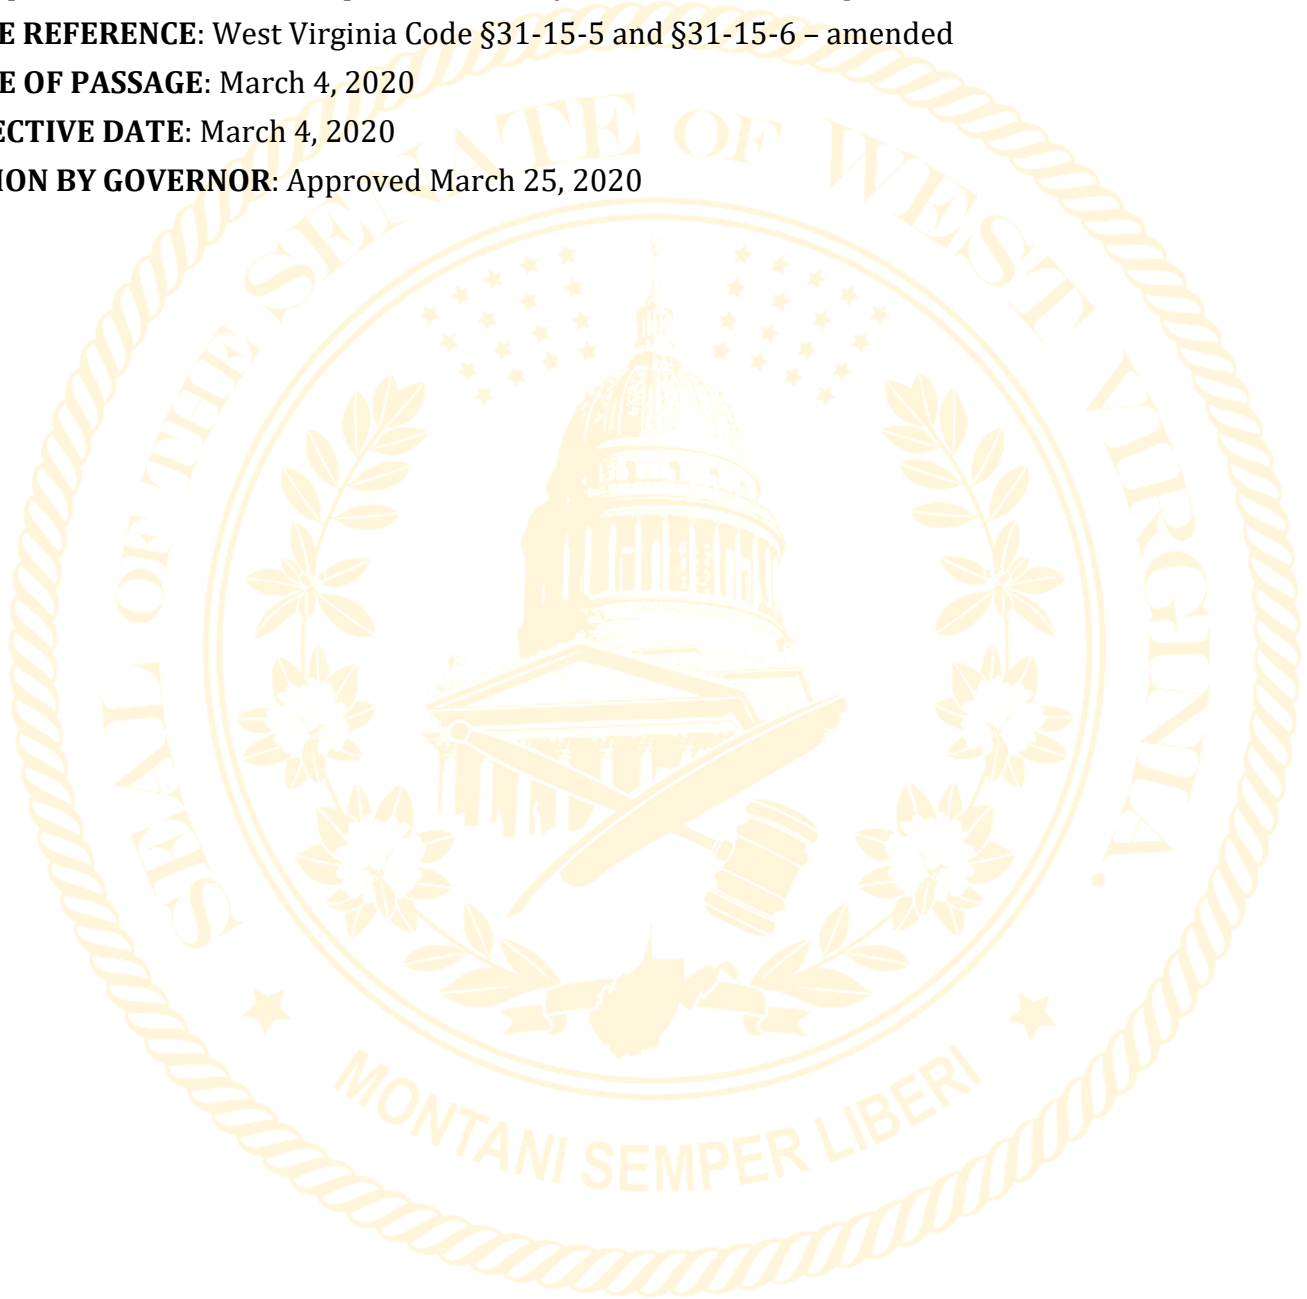 E REFERENCE: West Virginia Code §31-15-5 and §31-15-6 – amended
E OF PASSAGE: March 4, 2020
ECTIVE DATE: March 4, 2020
ION BY GOVERNOR: Approved March 25, 2020
SEAL OF THE SENATE OF WEST VIRGINIA •
MONTANI SEMPER LIBERI